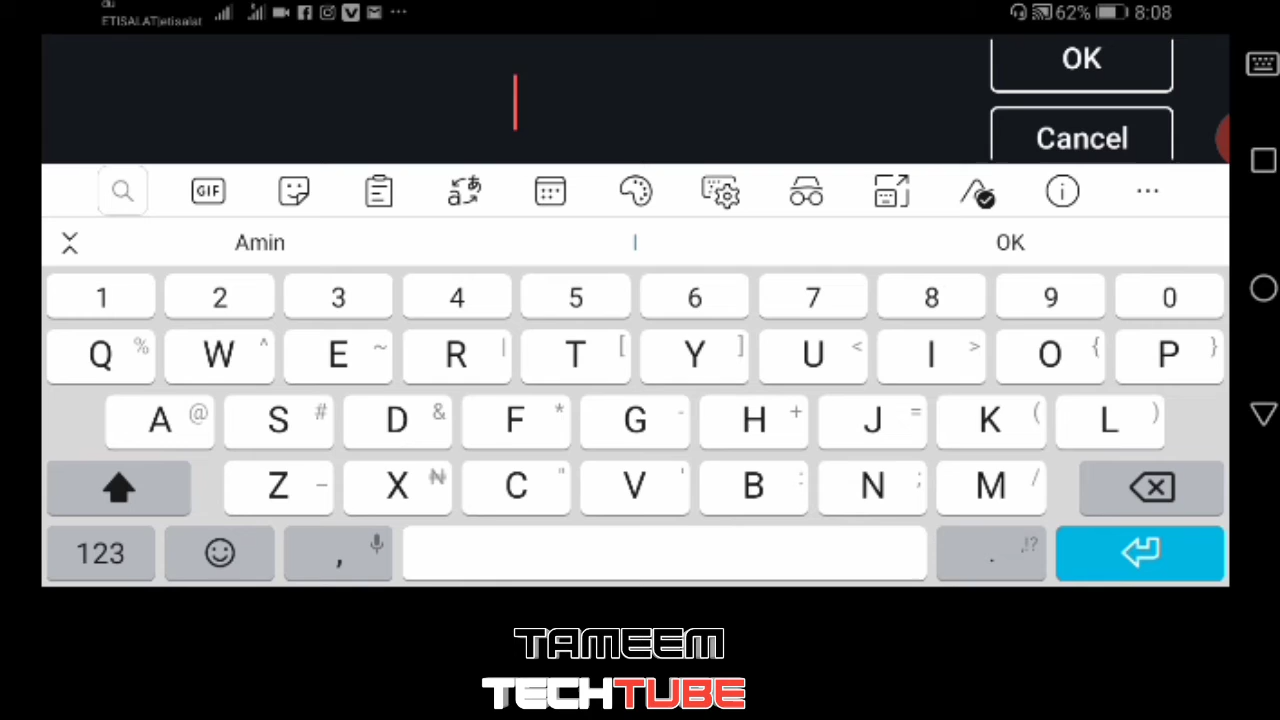 du
ETISALAT|etisalat
62% 8:08
OK
Cancel
GIF
Amin I OK
1 2 3 4 5 6 7 8 9 0
Q % W ^ E ~ R | T [ Y ] U < I > O { P }
A @ S # D & F * G - H + J = K ( L )
Z _ X ₦ C " V ' B : N ; M /
123 , . ,!?
TAMEEM
TECHTUBE